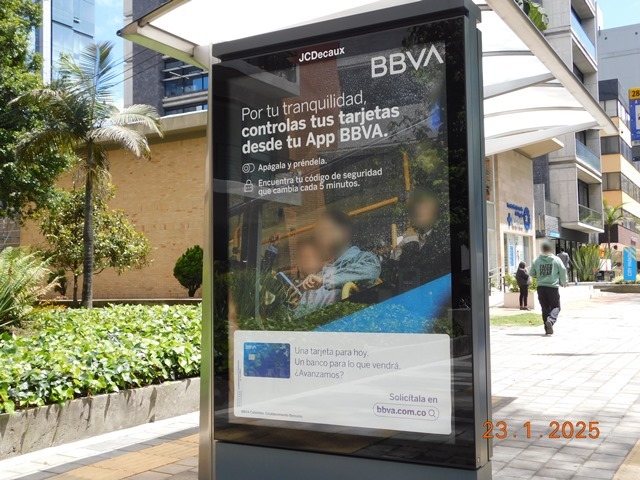 JCDecaux
BBVA
Por tu tranquilidad,
controlas tus tarjetas
desde tu App BBVA.
Apágala y préndela.
Encuentra tu código de seguridad
que cambia cada 5 minutos.
Una tarjeta para hoy.
Un banco para lo que vendrá.
¿Avanzamos?
Solicítala en
bbva.com.co
23.1.2025